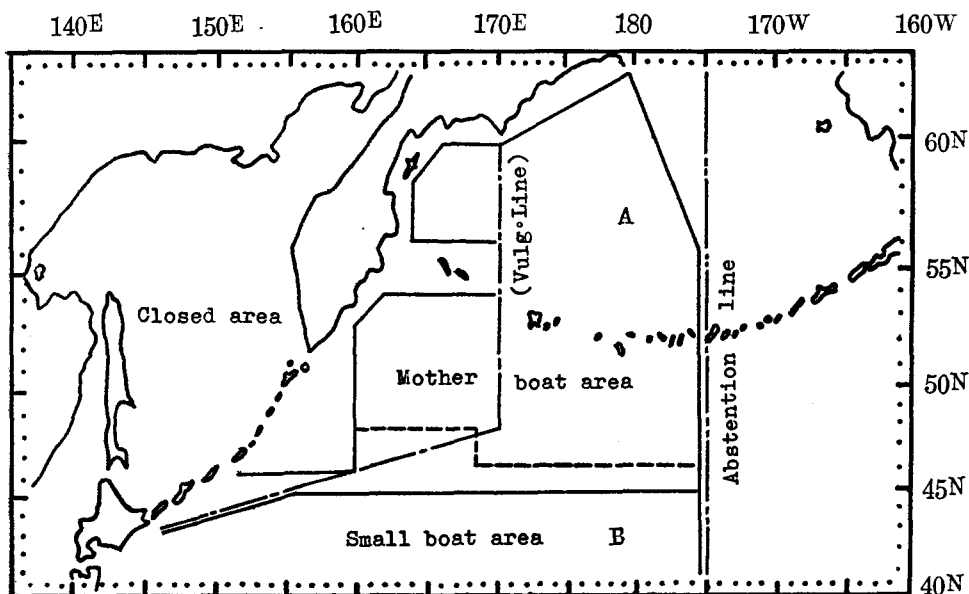 140E 150E 160E 170E 180 170W 160W
60N
(Vulg·Line)
A
55N
Closed area
Abstention line
Mother boat area
50N
45N
Small boat area B
40N